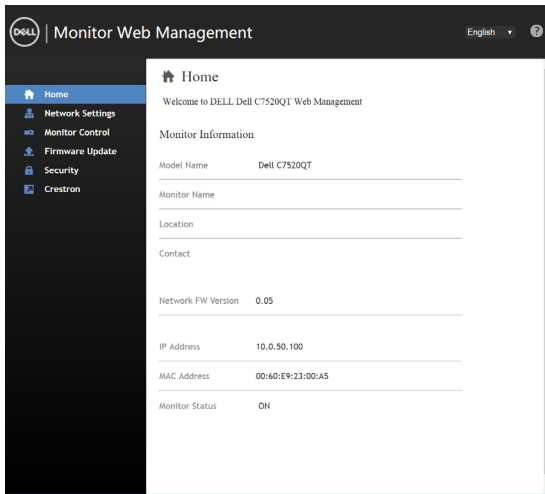 DELL | Monitor Web Management
English
?
Home
Network Settings
Monitor Control
Firmware Update
Security
Crestron
Home
Welcome to DELL Dell C7520QT Web Management
Monitor Information
Model Name Dell C7520QT
Monitor Name
Location
Contact
Network FW Version 0.05
IP Address 10.0.50.100
MAC Address 00:60:E9:23:00:A5
Monitor Status ON